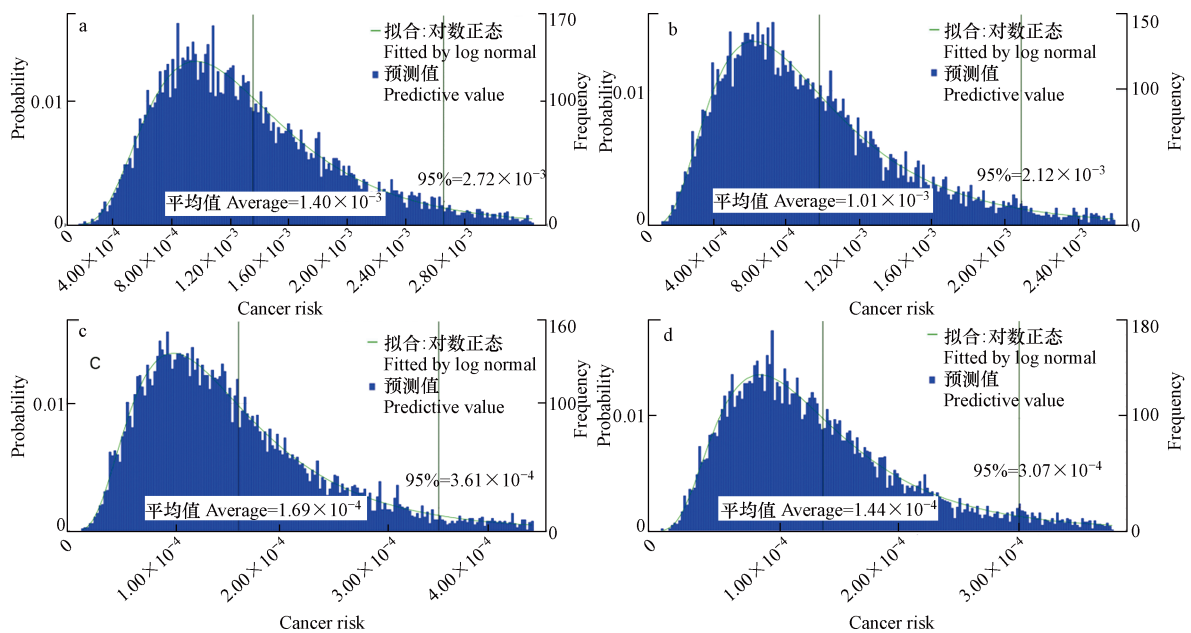 a
拟合:对数正态
Fitted by log normal
预测值
Predictive value
Probability
0.01
0
170
100
0
Frequency
95%=2.72×10⁻³
平均值 Average=1.40×10⁻³
0
4.00×10⁻⁴
8.00×10⁻⁴
1.20×10⁻³
1.60×10⁻³
2.00×10⁻³
2.40×10⁻³
2.80×10⁻³
Cancer risk
b
拟合:对数正态
Fitted by log normal
预测值
Predictive value
Probability
0.01
0
150
100
0
Frequency
95%=2.12×10⁻³
平均值 Average=1.01×10⁻³
0
4.00×10⁻⁴
8.00×10⁻⁴
1.20×10⁻³
1.60×10⁻³
2.00×10⁻³
2.40×10⁻³
Cancer risk
c
C
拟合:对数正态
Fitted by log normal
预测值
Predictive value
Probability
0.01
0
160
100
0
Frequency
95%=3.61×10⁻⁴
平均值 Average=1.69×10⁻⁴
0
1.00×10⁻⁴
2.00×10⁻⁴
3.00×10⁻⁴
4.00×10⁻⁴
Cancer risk
d
拟合:对数正态
Fitted by log normal
预测值
Predictive value
Probability
0.01
0
180
100
0
Frequency
95%=3.07×10⁻⁴
平均值 Average=1.44×10⁻⁴
0
1.00×10⁻⁴
2.00×10⁻⁴
3.00×10⁻⁴
Cancer risk